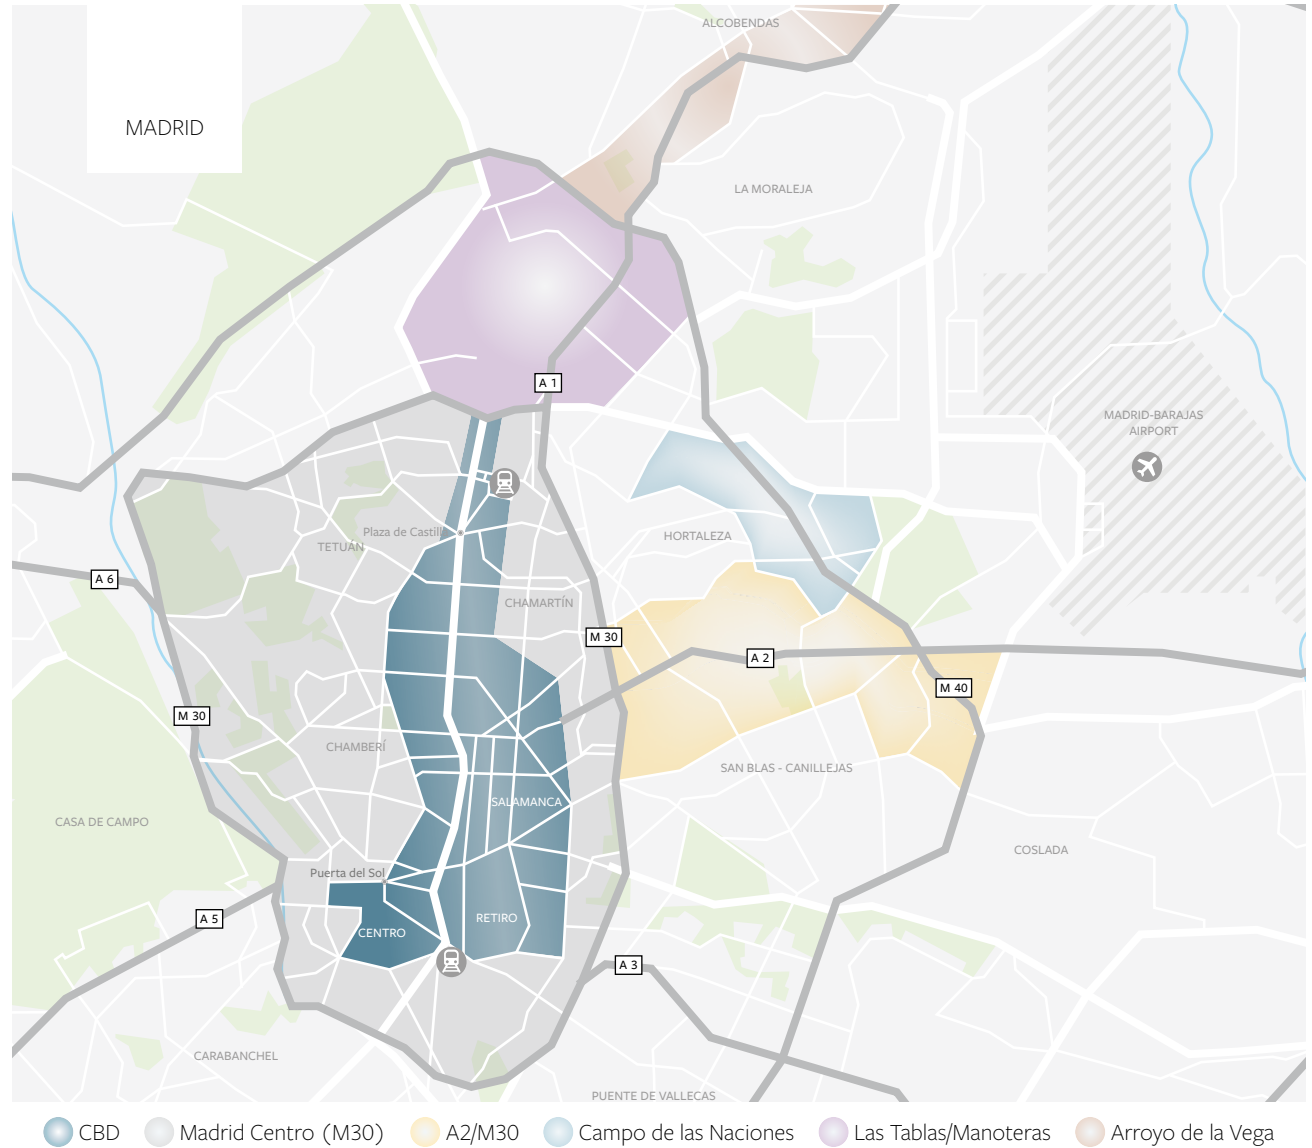 ALCOBENDAS
MADRID
LA MORALEJA
A 1
MADRID-BARAJAS
AIRPORT
Plaza de Castill
HORTALEZA
TETUÁN
A 6
CHAMARTÍN
M 30
A 2
M 40
M 30
CHAMBERÍ
SAN BLAS - CANILLEJAS
SALAMANCA
CASA DE CAMPO
COSLADA
Puerta del Sol
A 5
RETIRO
CENTRO
A 3
CARABANCHEL
PUENTE DE VALLECAS
CBD
Madrid Centro (M30)
A2/M30
Campo de las Naciones
Las Tablas/Manoteras
Arroyo de la Vega